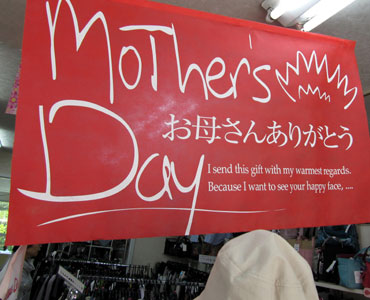 Mother's
Day
お母さんありがとう
I send this gift with my warmest regards.
Because I want to see your happy face, ....